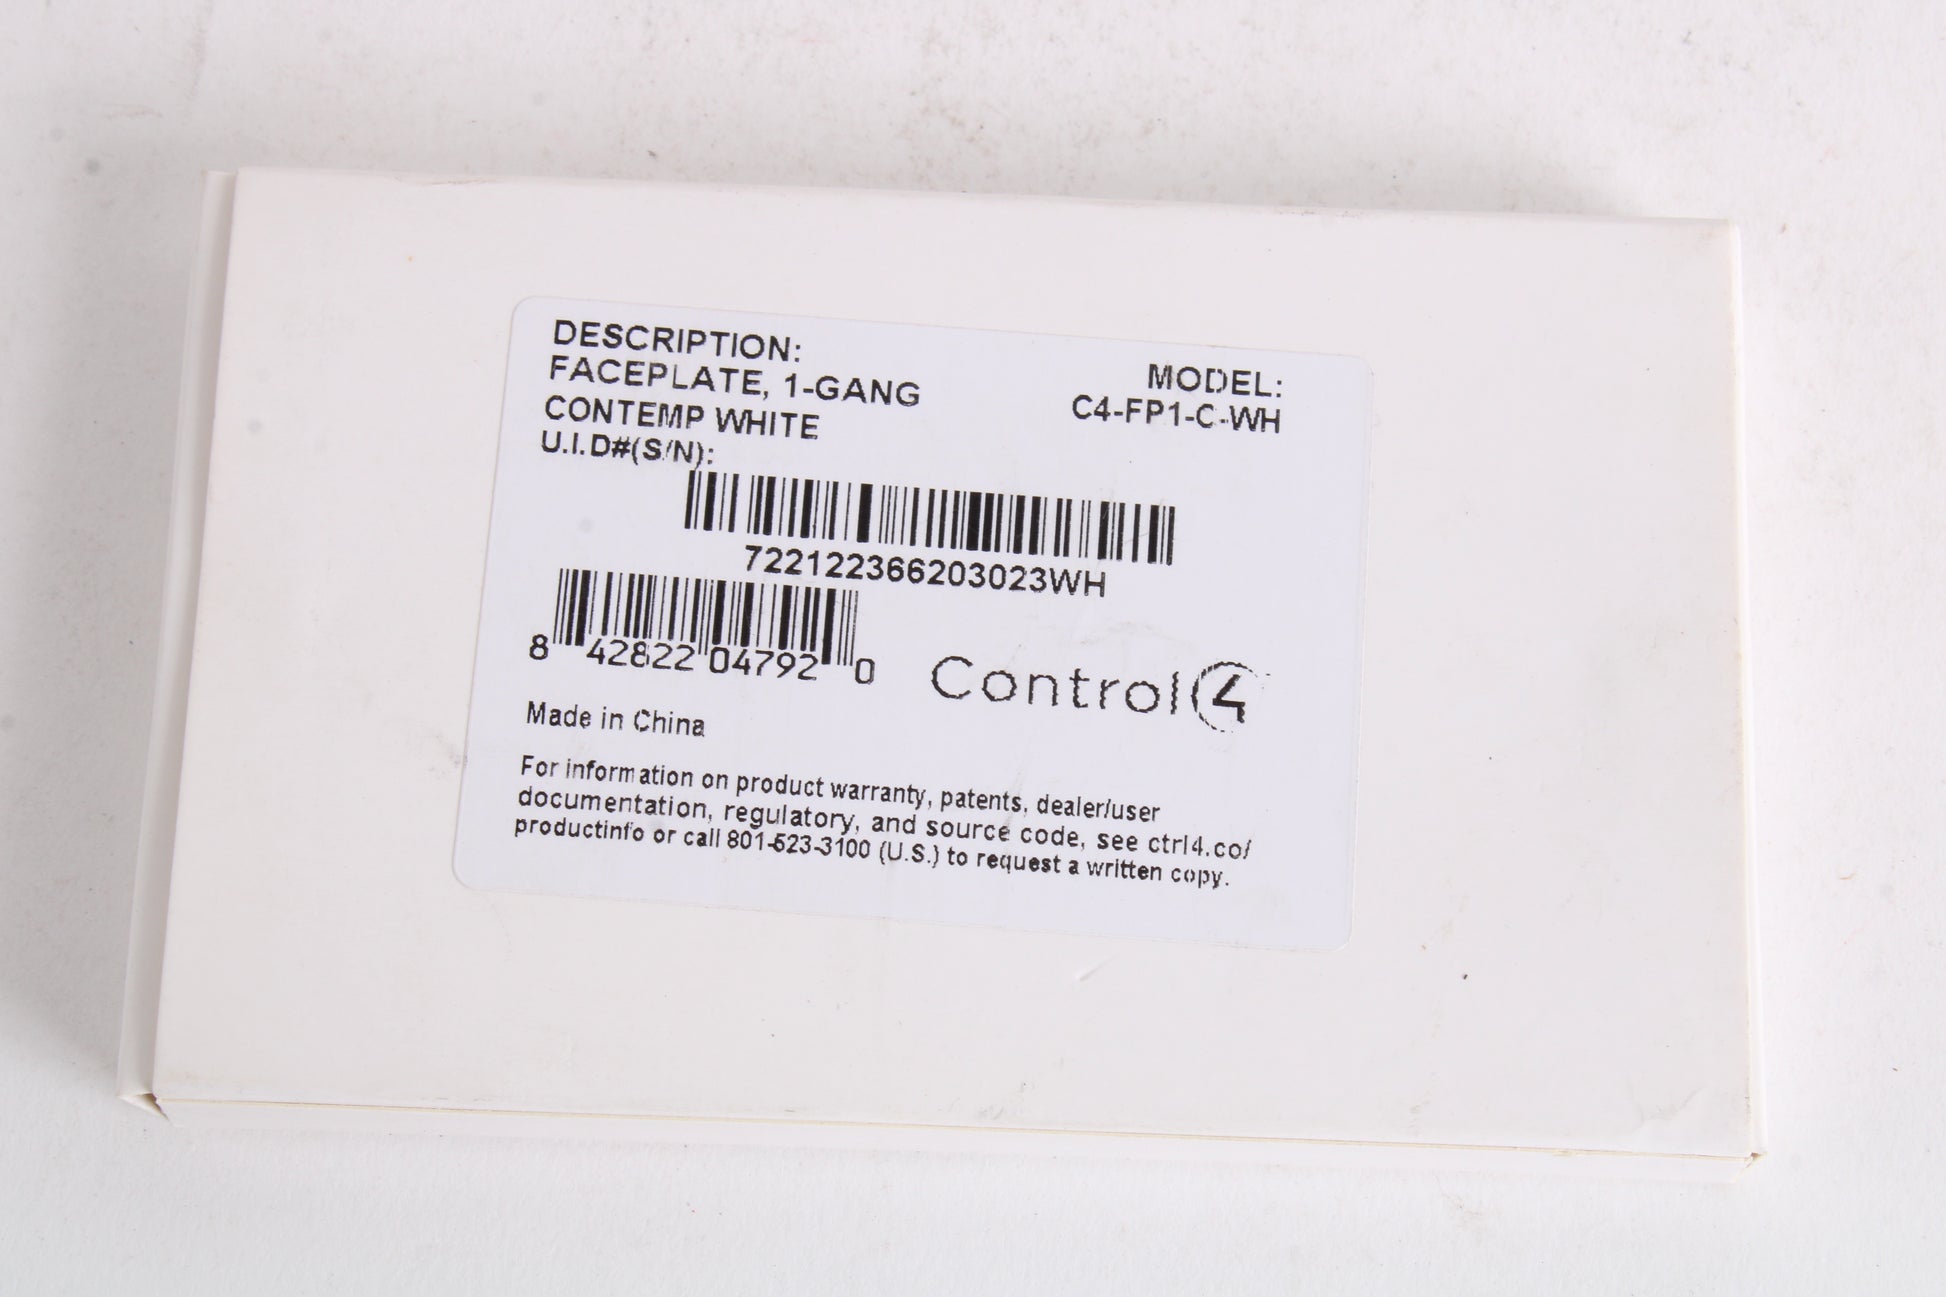 DESCRIPTION:
FACEPLATE, 1-GANG
CONTEMP WHITE
U.I.D#(S/N):
MODEL:
C4-FP1-C-WH
722122366203023WH
8 42822 04792 0
Control4
Made in China
For information on product warranty, patents, dealer/user
documentation, regulatory, and source code, see ctrl4.co/
productinfo or call 801-523-3100 (U.S.) to request a written copy.